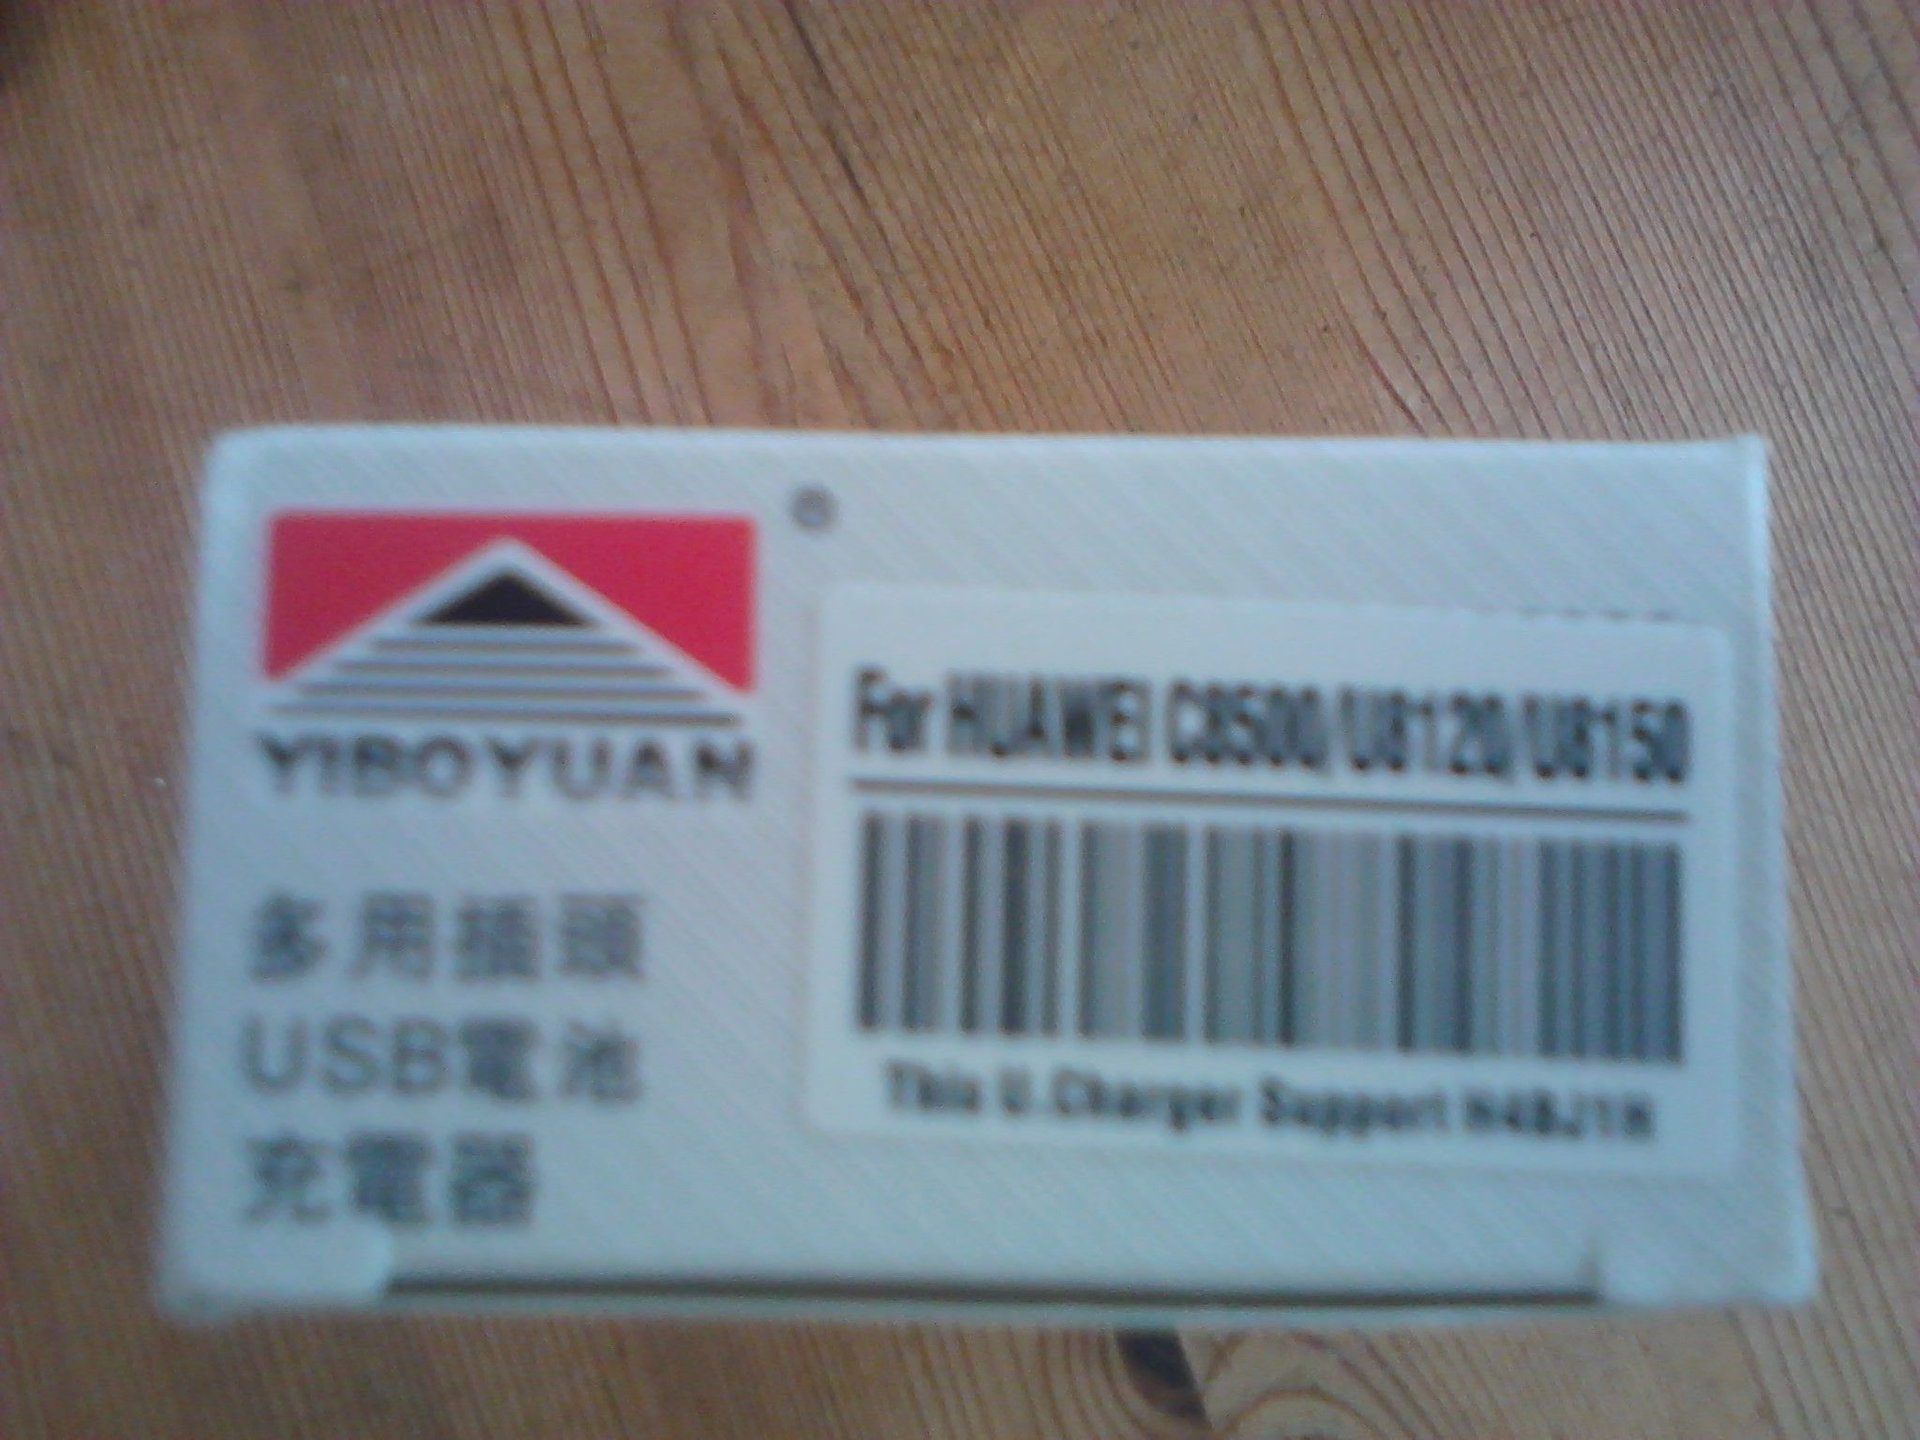 ®
YIBOYUAN
多用插頭
USB電池
充電器
For HUAWEI C8500/U8120/U8150
This U.Charger Support H4BJ1H